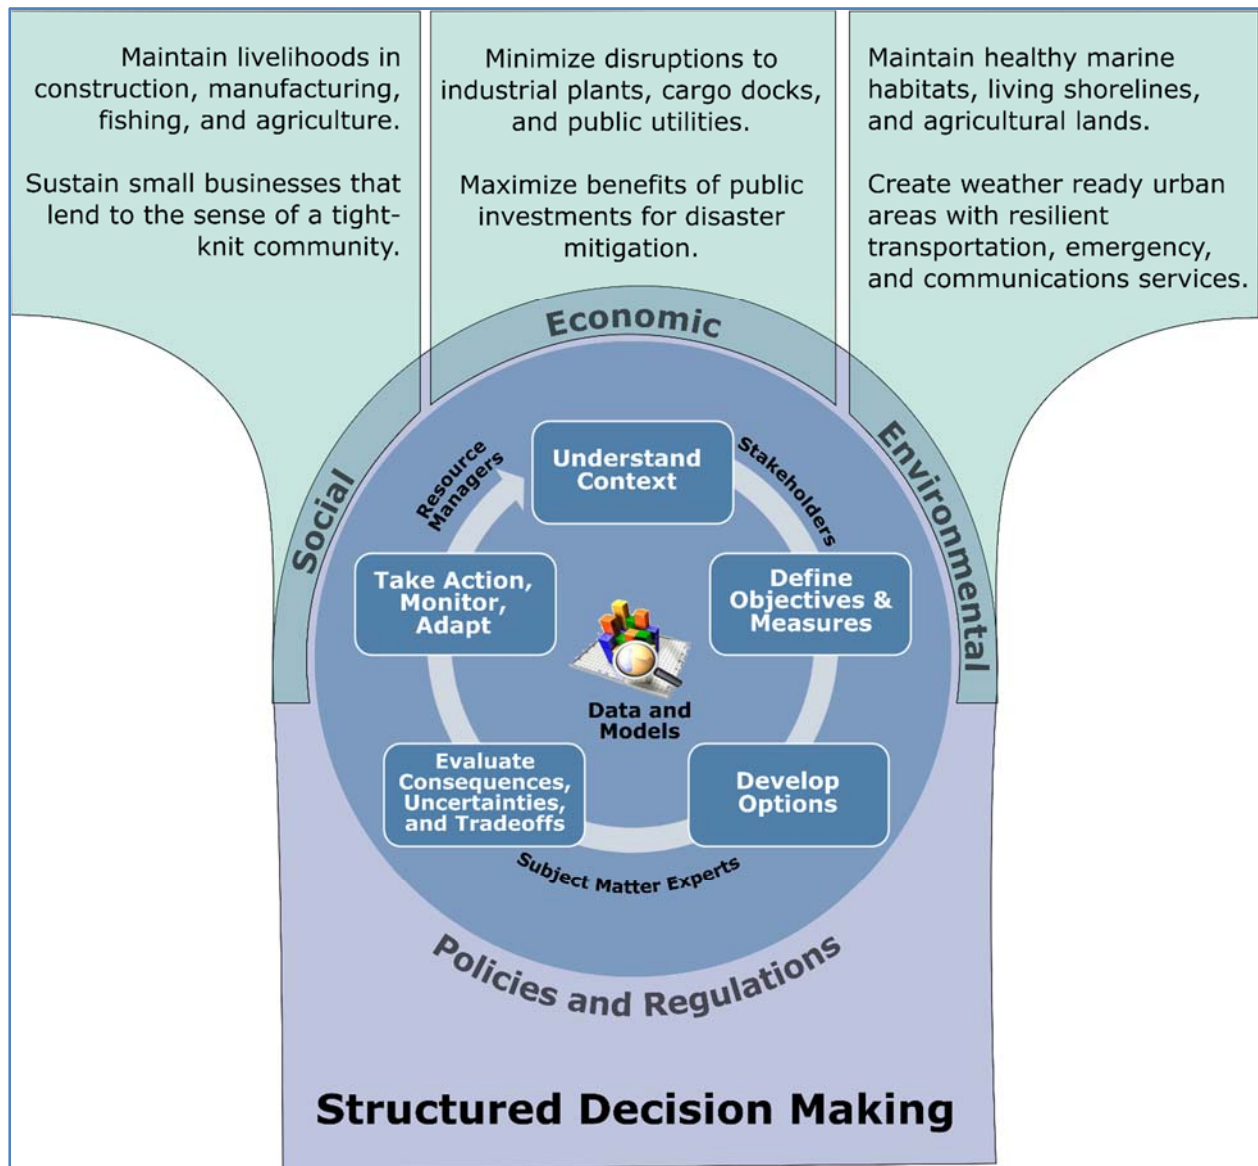 Maintain livelihoods in
construction, manufacturing,
fishing, and agriculture.
Sustain small businesses that
lend to the sense of a tight-
knit community.
Minimize disruptions to
industrial plants, cargo docks,
and public utilities.
Maximize benefits of public
investments for disaster
mitigation.
Maintain healthy marine
habitats, living shorelines,
and agricultural lands.
Create weather ready urban
areas with resilient
transportation, emergency,
and communications services.
Social
Economic
Environmental
Resource
Managers
Stakeholders
Understand
Context
Define
Objectives &
Measures
Develop
Options
Evaluate
Consequences,
Uncertainties,
and Tradeoffs
Take Action,
Monitor,
Adapt
Data and
Models
Subject Matter Experts
Policies and Regulations
Structured Decision Making